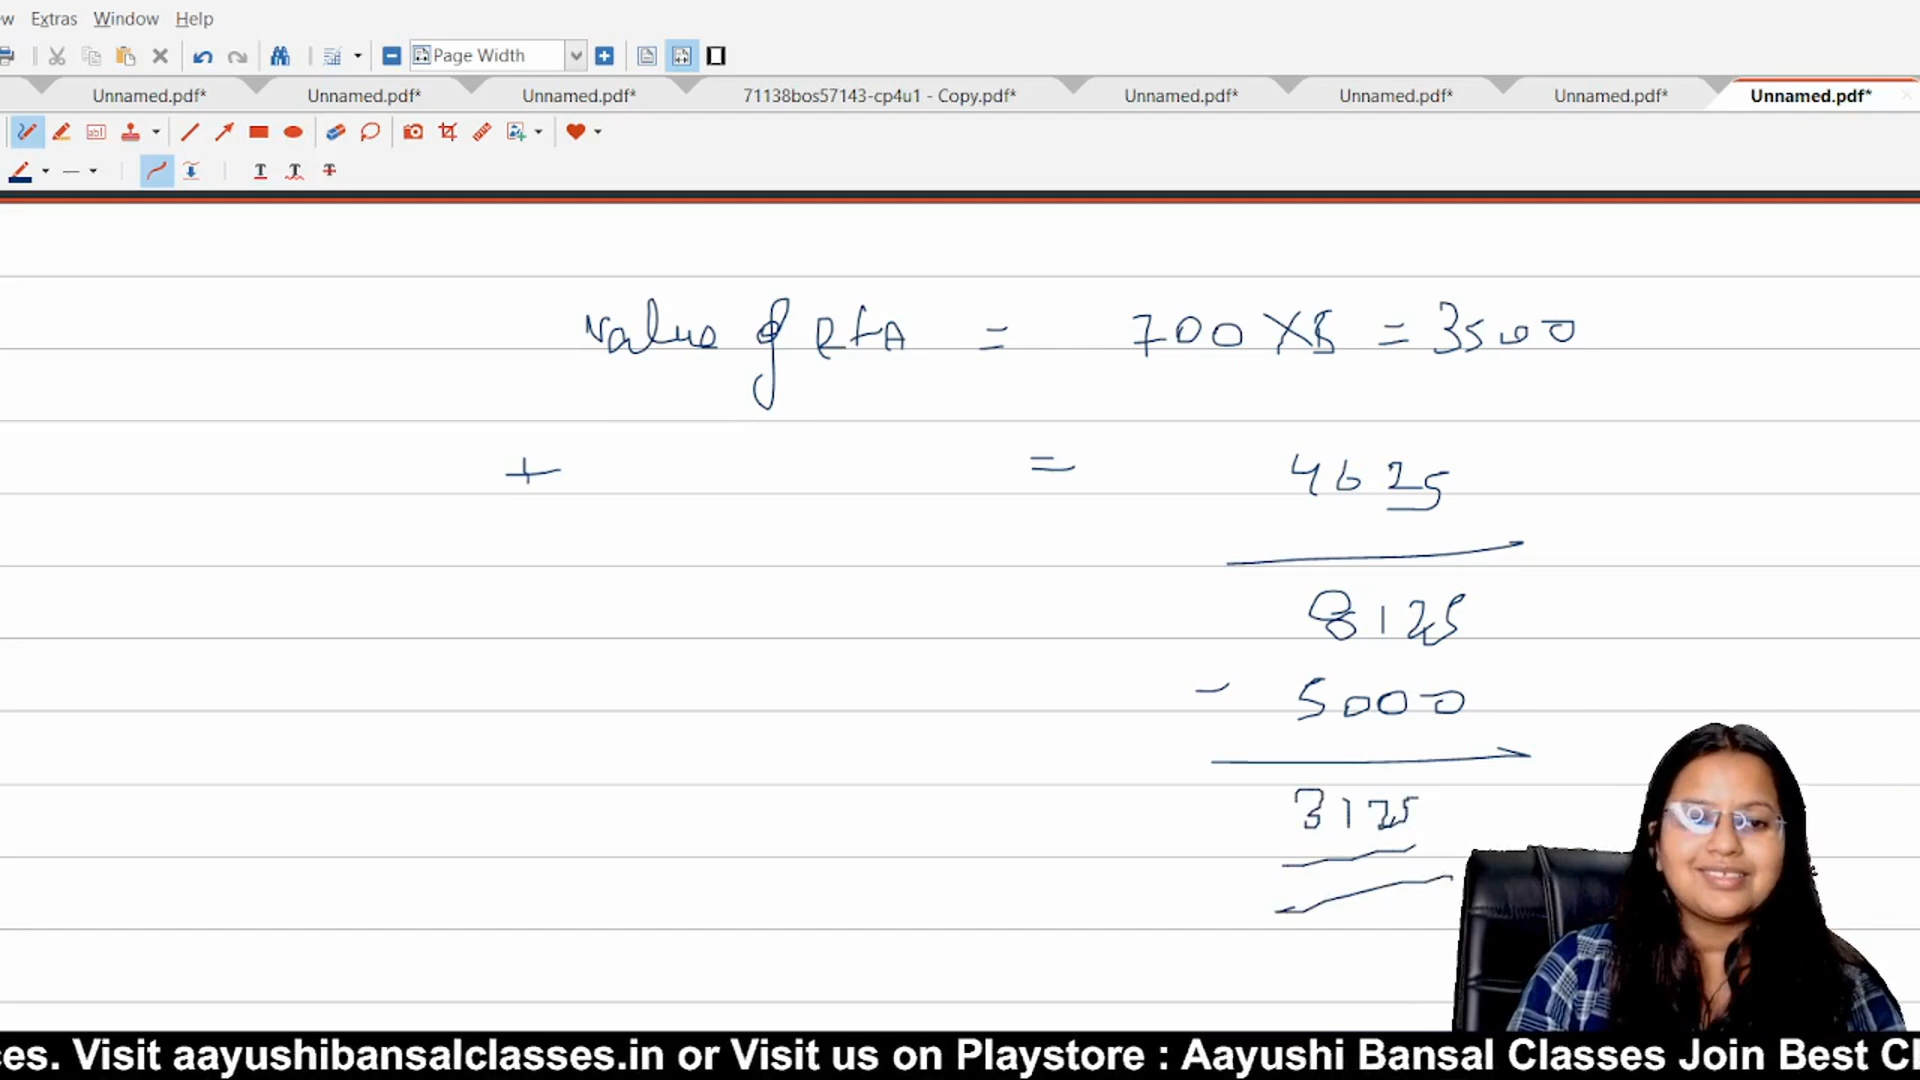 Extras Window Help
Page Width
Unnamed.pdf* Unnamed.pdf* Unnamed.pdf* 71138bos57143-cp4u1 - Copy.pdf* Unnamed.pdf* Unnamed.pdf* Unnamed.pdf* Unnamed.pdf*
T T T
Value of RFA = 700 X 5 = 3500
+ = 4625
8125
- 5000
3125
ces. Visit aayushibansalclasses.in or Visit us on Playstore : Aayushi Bansal Classes Join Best Cl